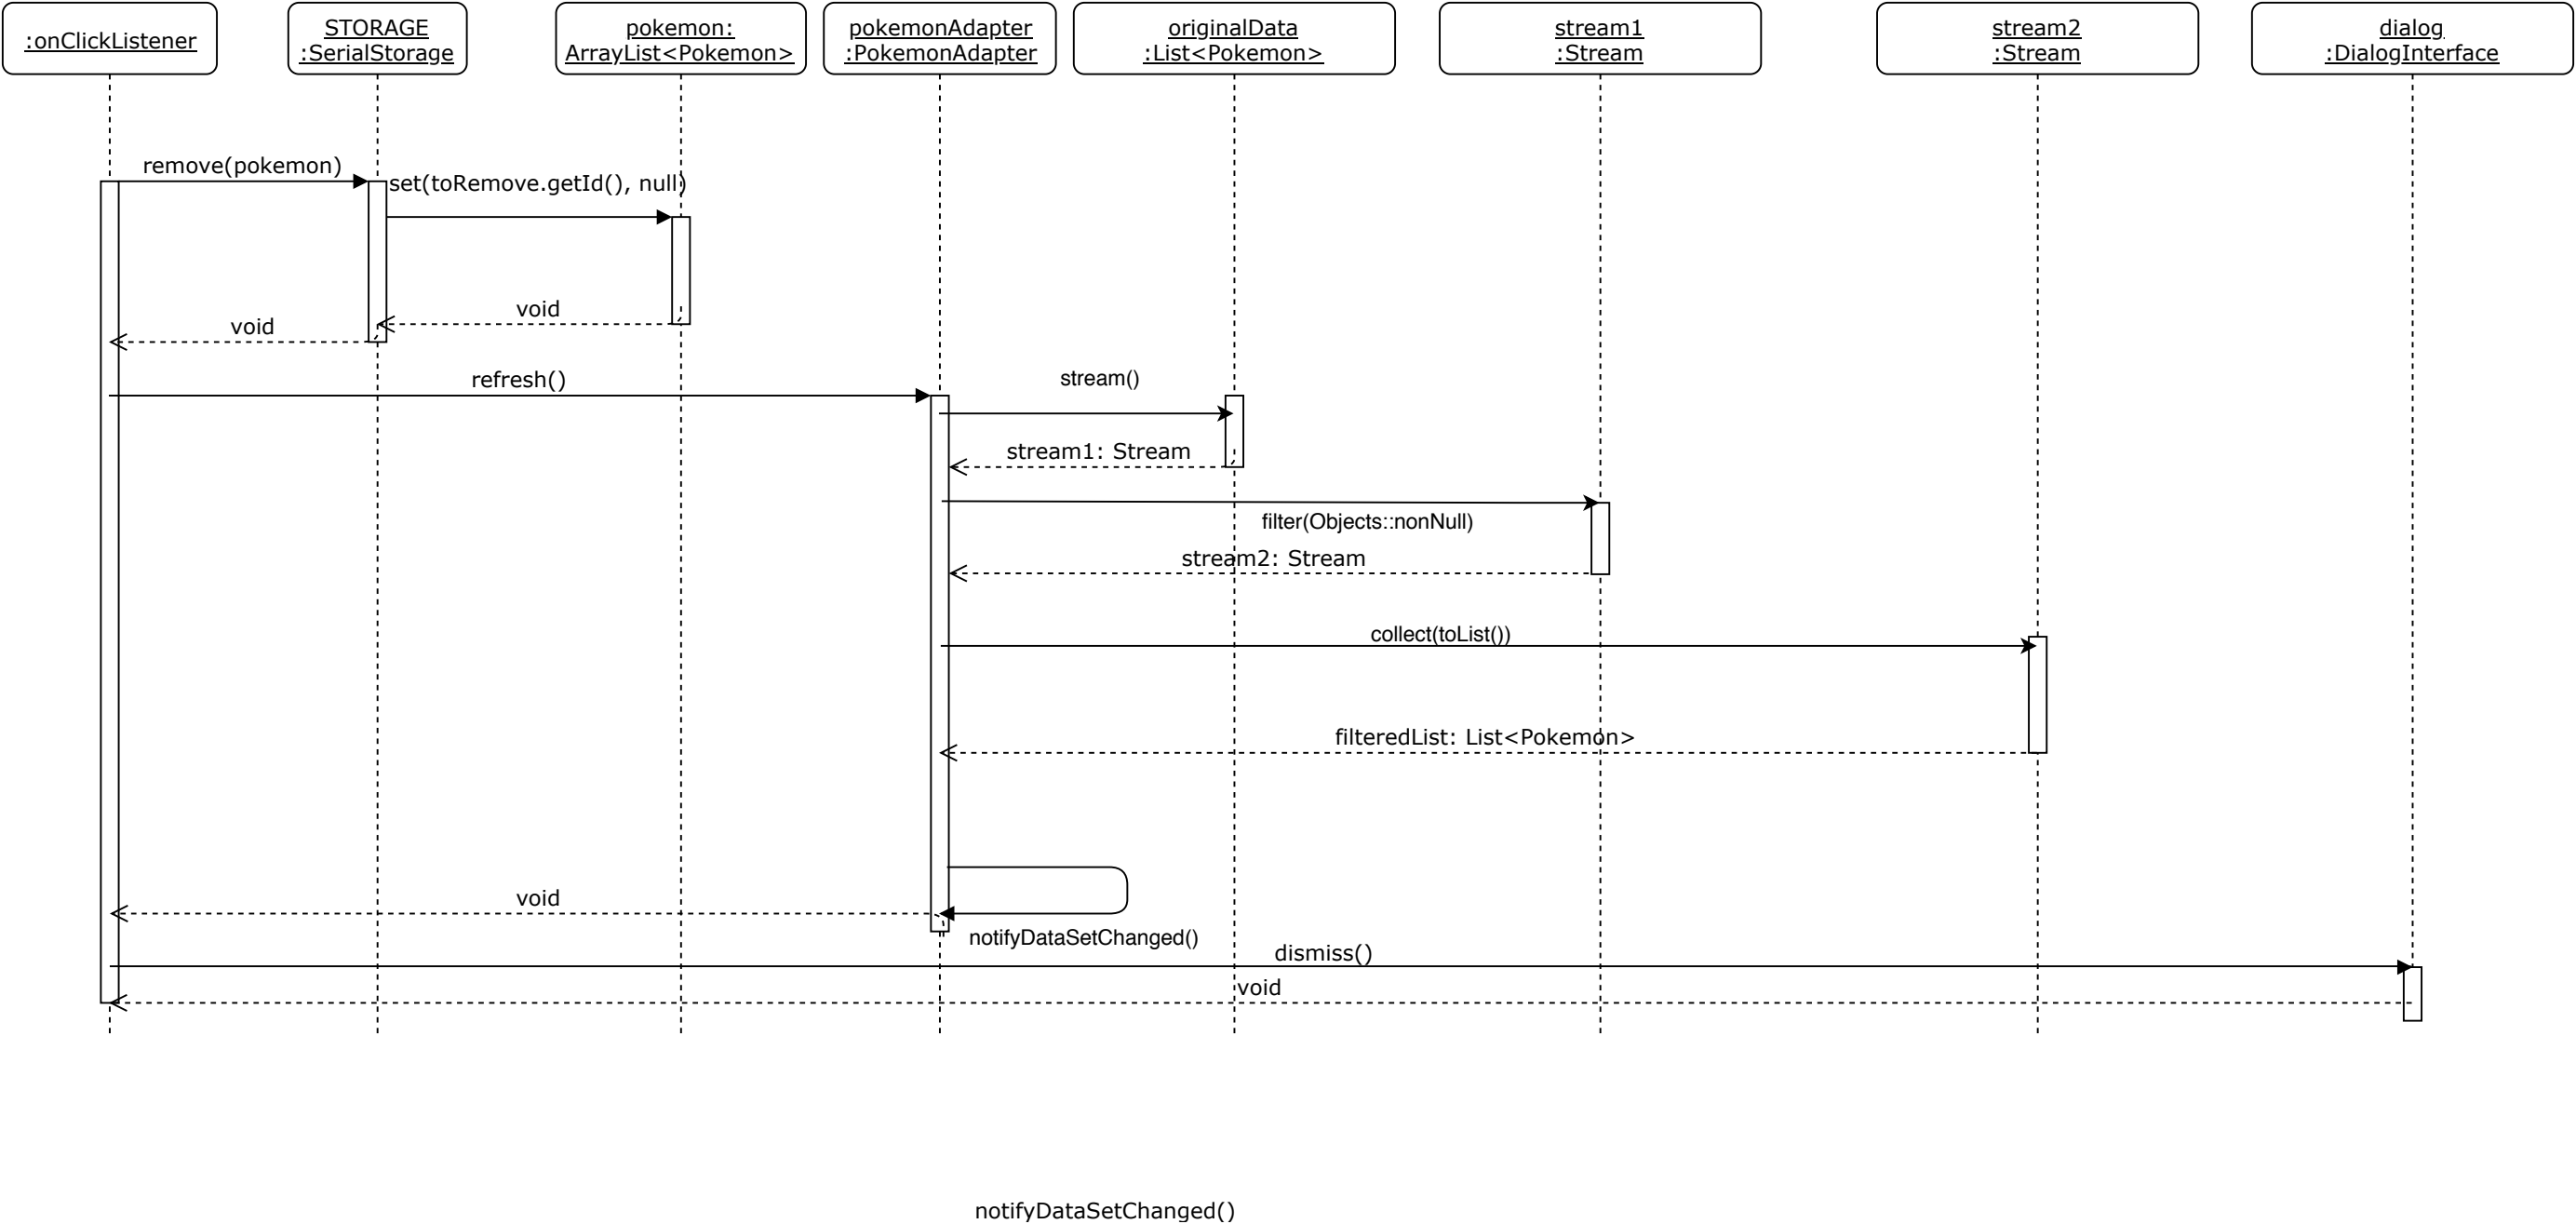 :onClickListener
STORAGE
:SerialStorage
pokemon:
ArrayList<Pokemon>
pokemonAdapter
:PokemonAdapter
originalData
:List<Pokemon>
stream1
:Stream
stream2
:Stream
dialog
:DialogInterface
remove(pokemon)
set(toRemove.getId(), null)
void
void
refresh()
stream()
stream1: Stream
filter(Objects::nonNull)
stream2: Stream
collect(toList())
filteredList: List<Pokemon>
void
notifyDataSetChanged()
dismiss()
void
notifyDataSetChanged()